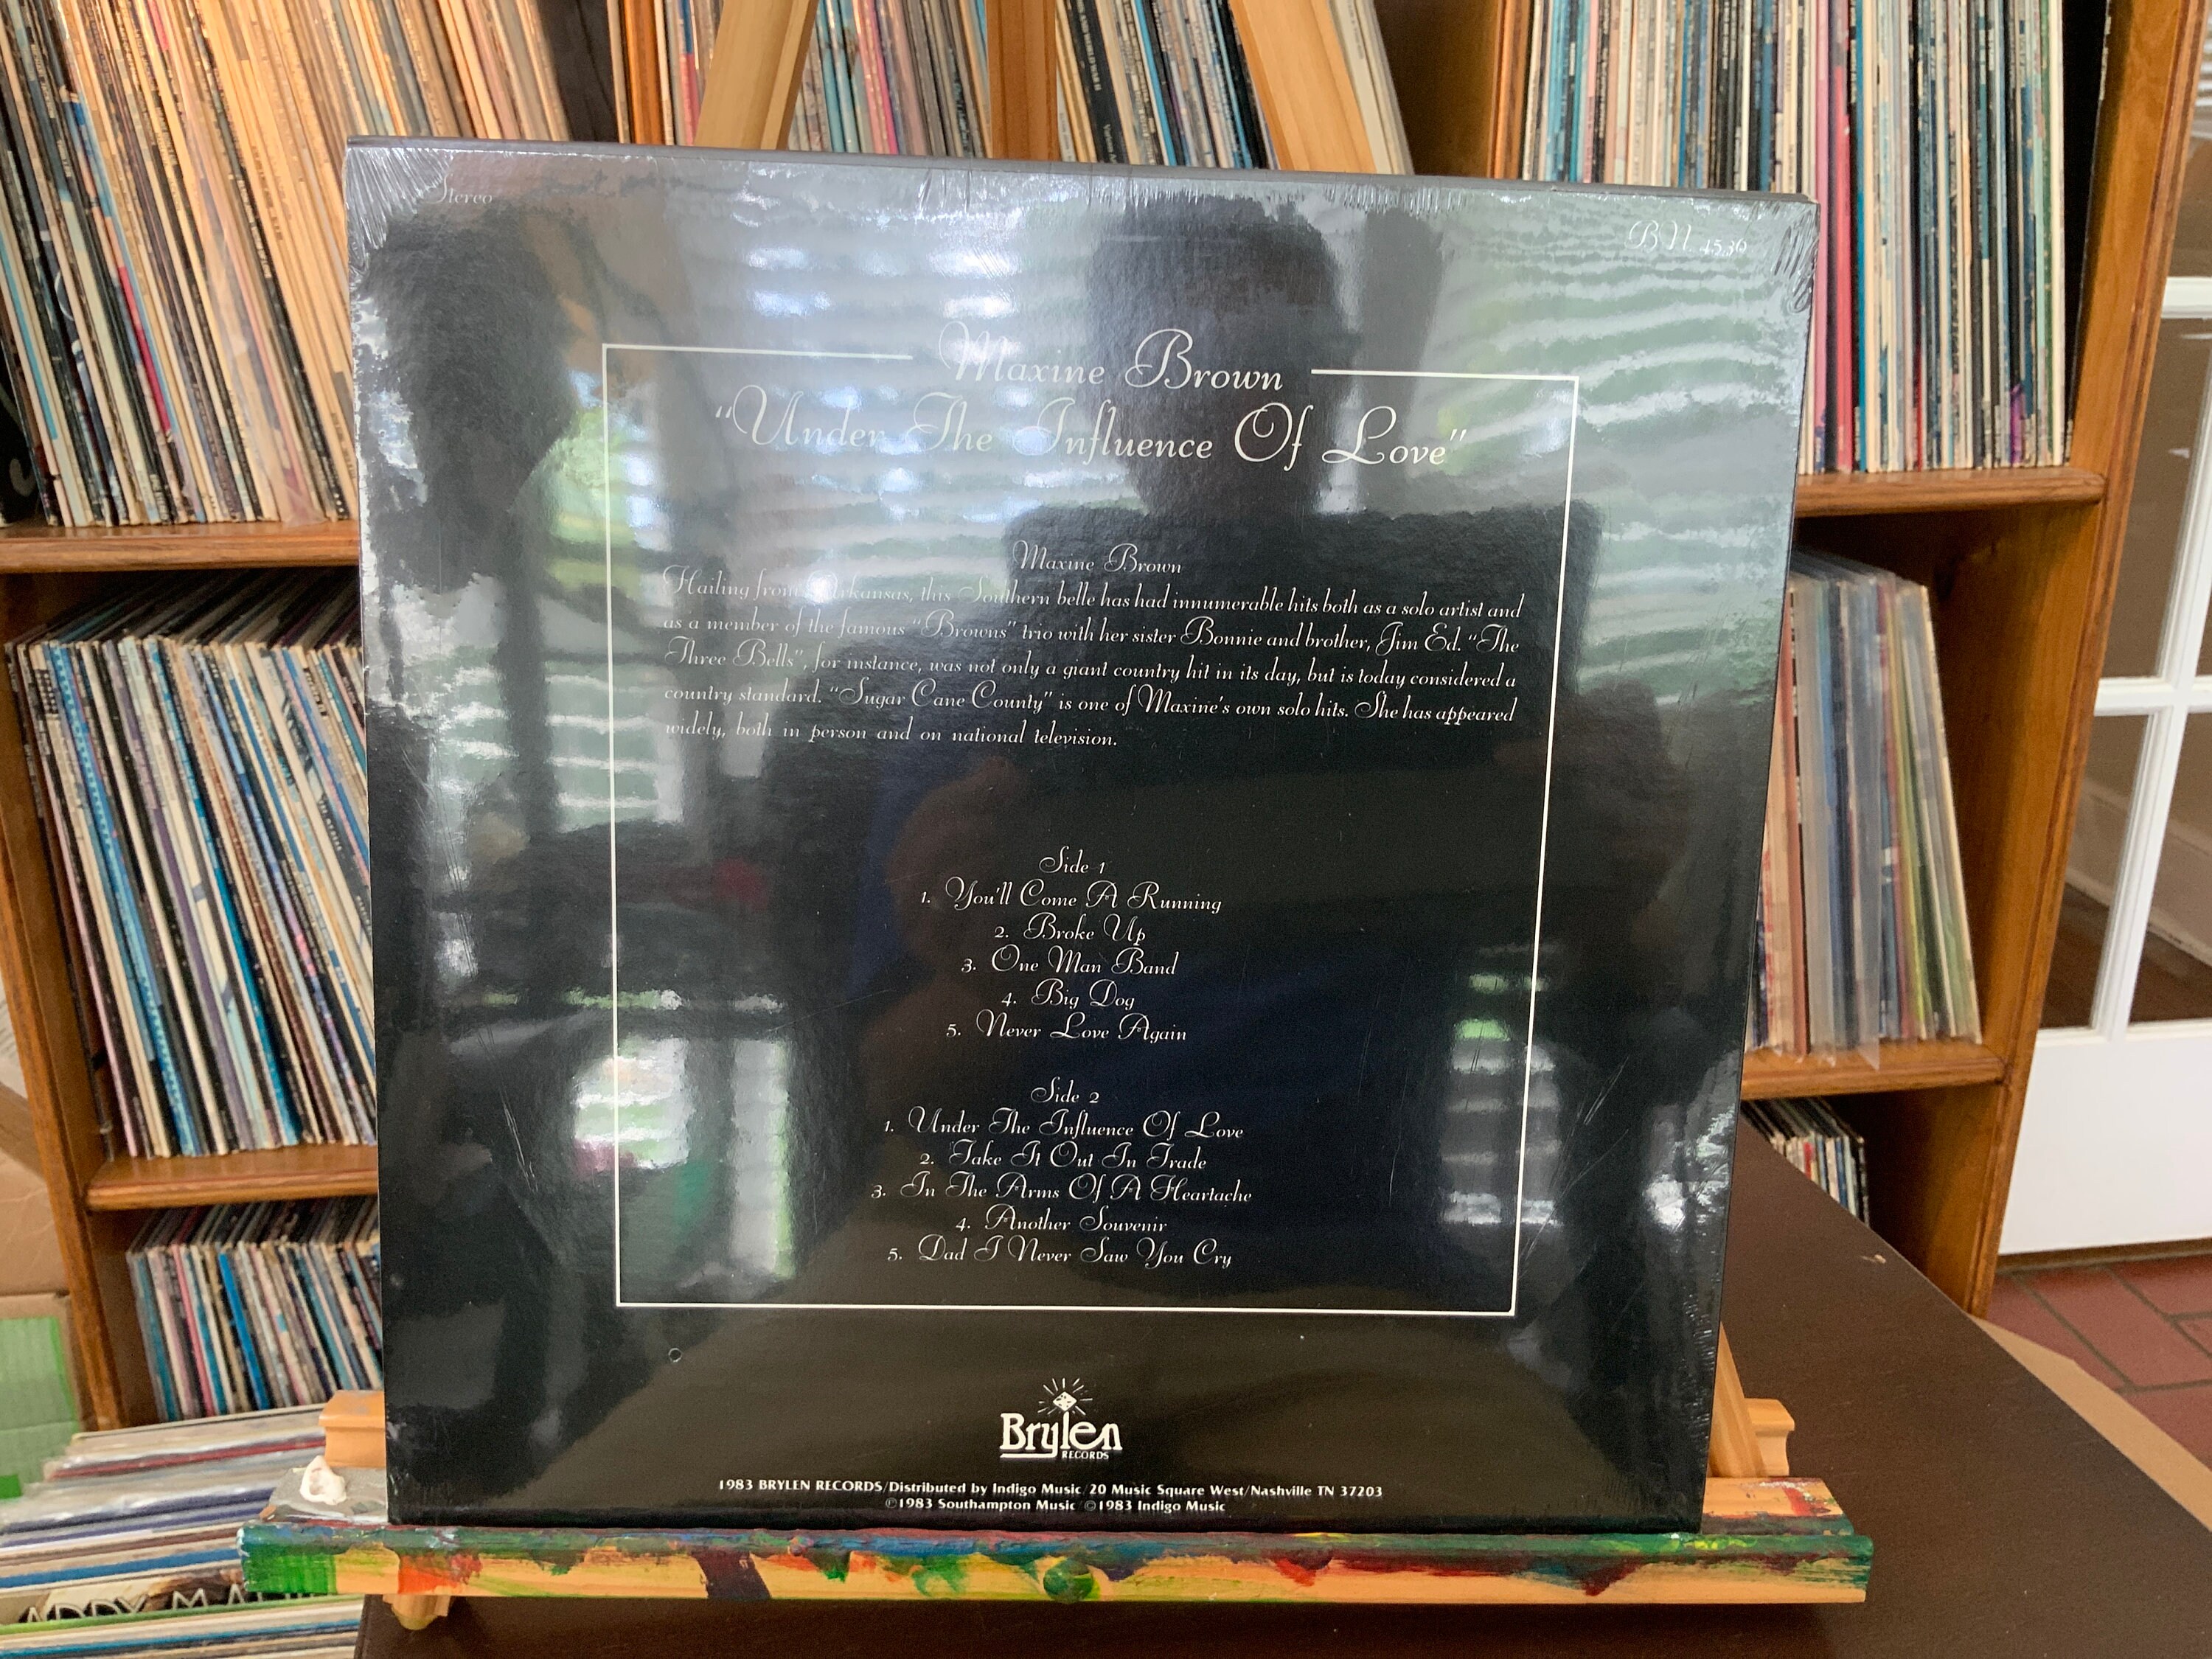 Stereo
BN 4530
Maxine Brown
"Under The Influence Of Love"
Maxine Brown
Hailing from Arkansas, this Southern belle has had innumerable hits both as a solo artist and
as a member of the famous "Browns" trio with her sister Bonnie and brother, Jim Ed. "The
Three Bells", for instance, was not only a giant country hit in its day, but is today considered a
country standard. "Sugar Cane County" is one of Maxine's own solo hits. She has appeared
widely, both in person and on national television.
Side 1
1. You'll Come A Running
2. Broke Up
3. One Man Band
4. Big Dog
5. Never Love Again
Side 2
1. Under The Influence Of Love
2. Take It Out In Trade
3. In The Arms Of A Heartache
4. Another Souvenir
5. Dad I Never Saw You Cry
Brylen
RECORDS
1983 BRYLEN RECORDS/Distributed by Indigo Music/20 Music Square West/Nashville TN 37203
©1983 Southampton Music/©1983 Indigo Music